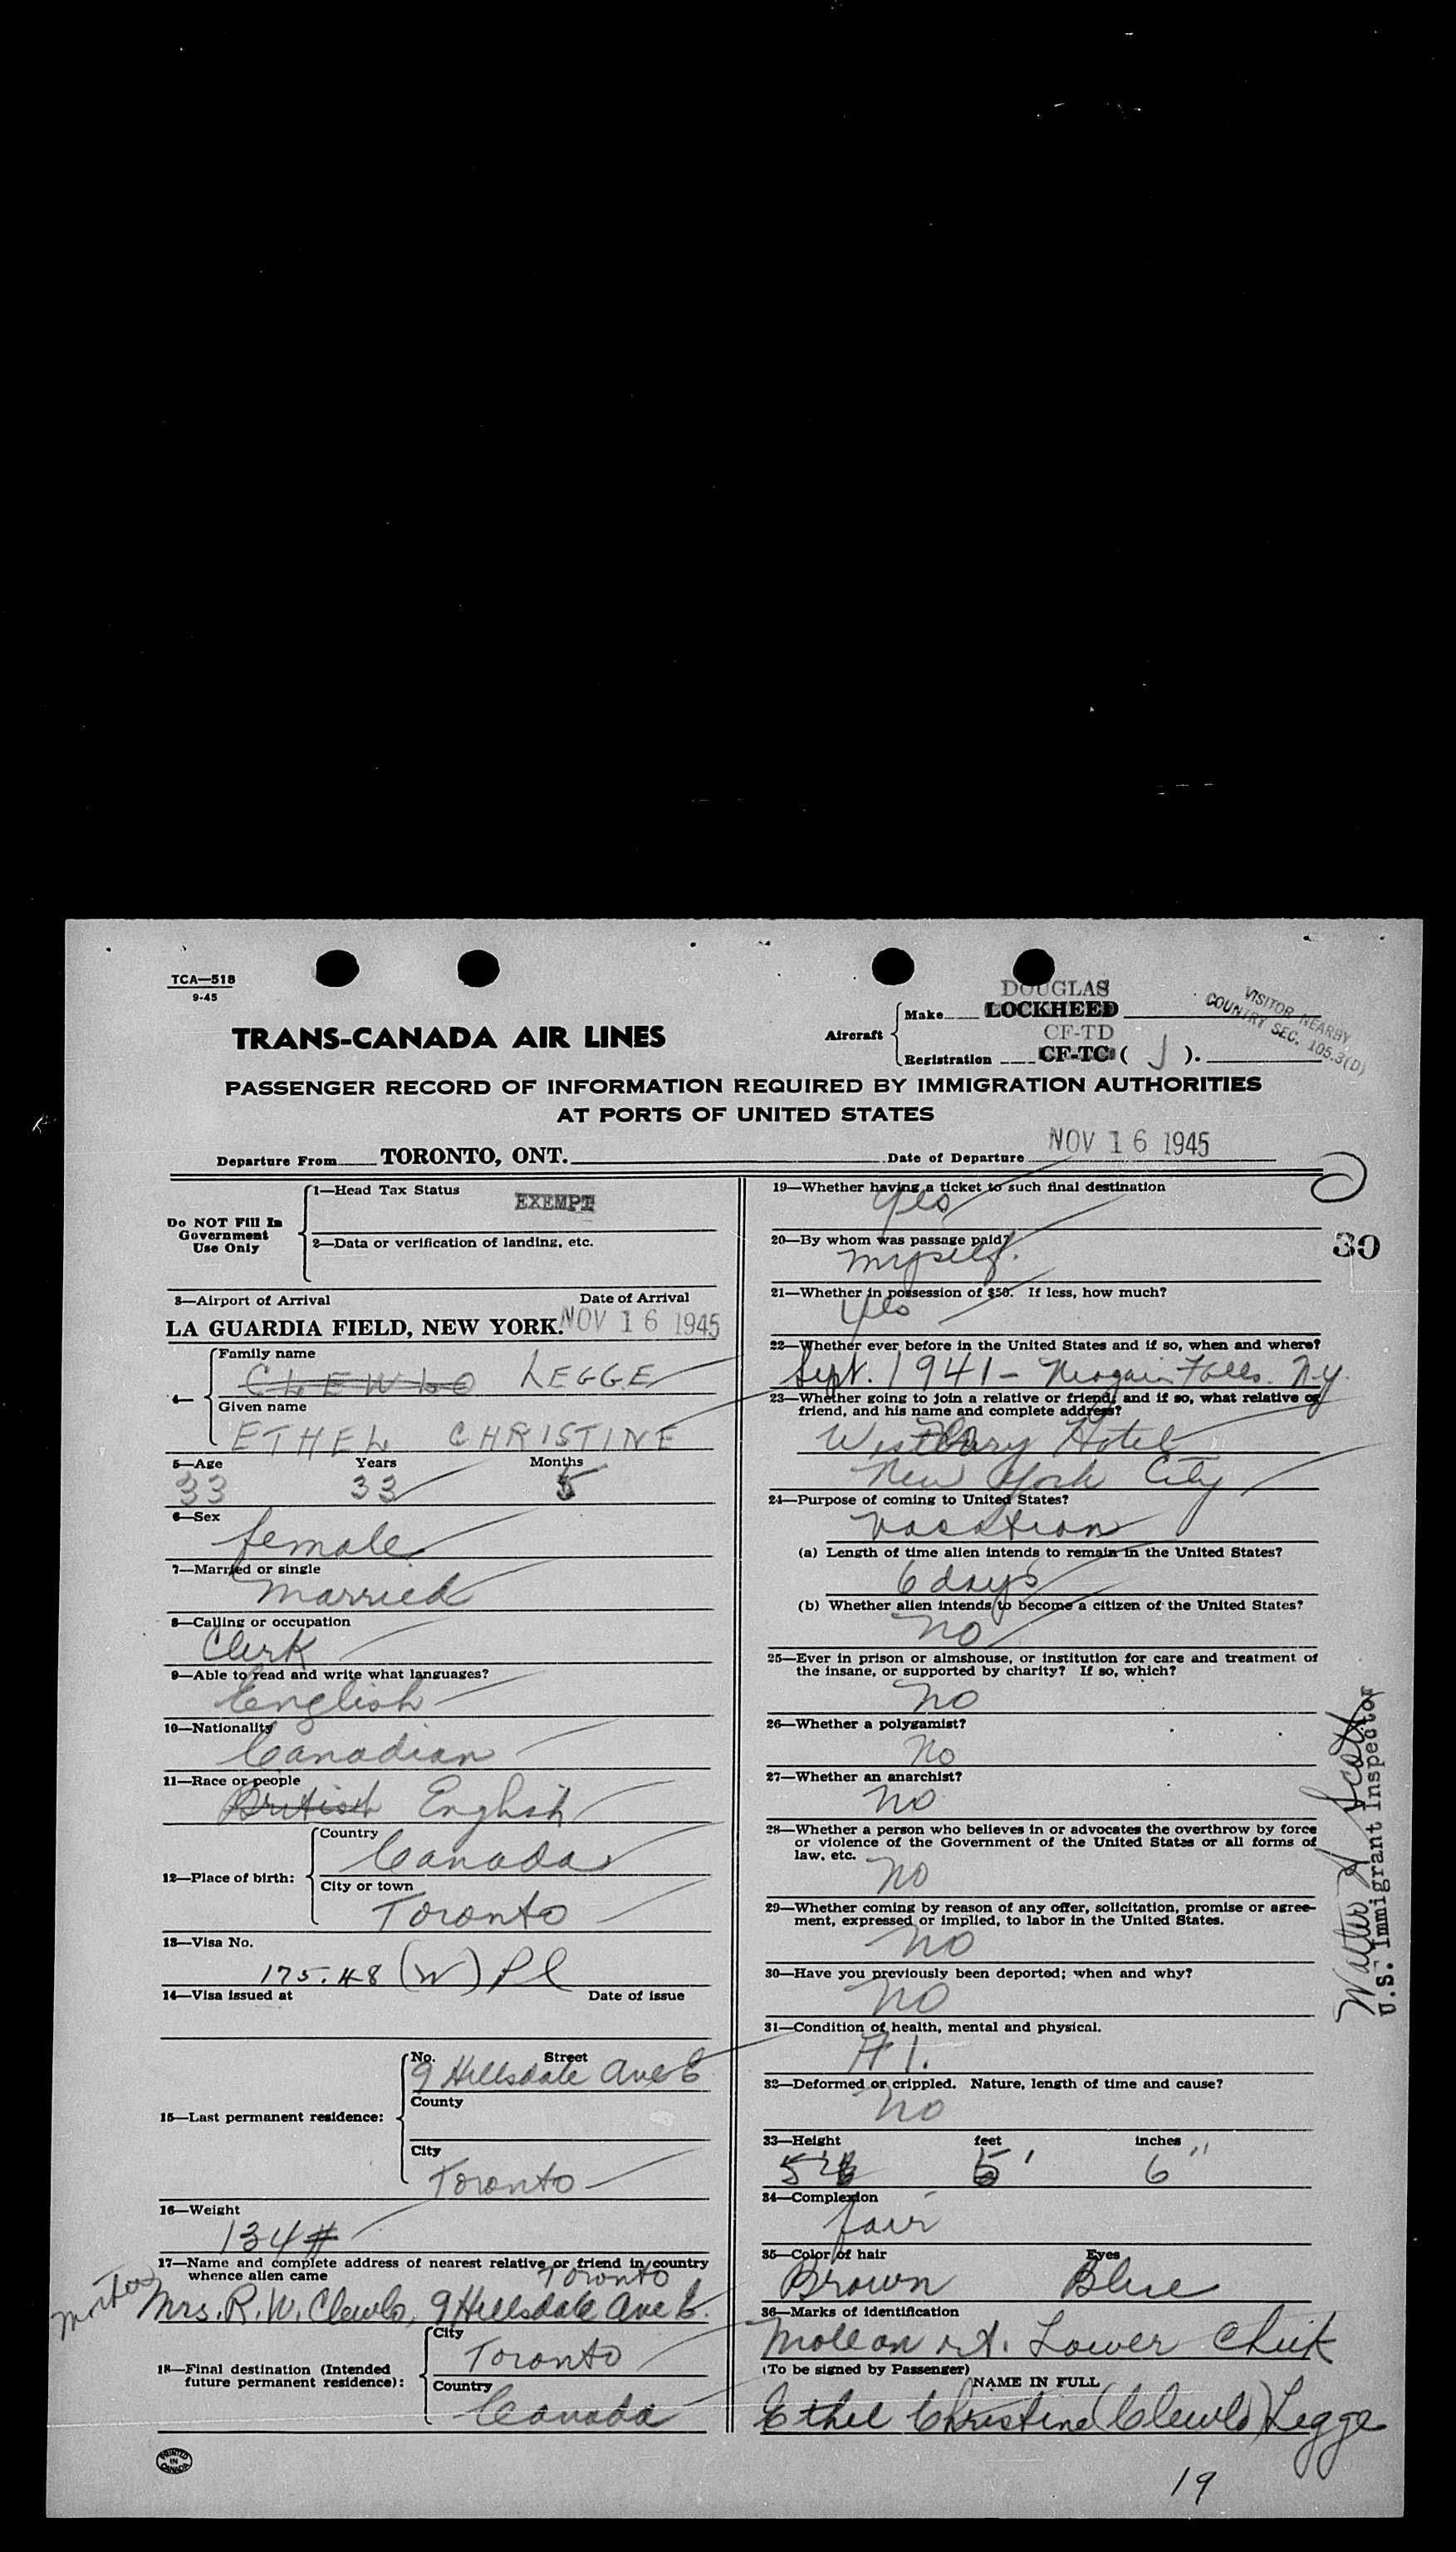 TCA—518
9-45
DOUGLAS
Aircraft
Make LOCKHEED
CF-TD
Registration CF-TC ( J ).
VISITOR NEARBY
COUNTRY SEC. 105.3(D)
TRANS-CANADA AIR LINES
PASSENGER RECORD OF INFORMATION REQUIRED BY IMMIGRATION AUTHORITIES
AT PORTS OF UNITED STATES
Departure From TORONTO, ONT. Date of Departure NOV 16 1945
Do NOT Fill In
Government
Use Only
1—Head Tax Status EXEMPT
2—Data or verification of landing, etc.
3—Airport of Arrival Date of Arrival
LA GUARDIA FIELD, NEW YORK. NOV 16 1945
4—
Family name
CLEWLO LEGGE
Given name
ETHEL CHRISTINE
5—Age Years Months
33 33 5
6—Sex
female
7—Married or single
married
8—Calling or occupation
Clerk
9—Able to read and write what languages?
English
10—Nationality
Canadian
11—Race or people
British English
12—Place of birth:
Country
Canada
City or town
Toronto
13—Visa No.
175.48 (W) Pl
14—Visa issued at Date of issue
15—Last permanent residence:
No. Street
9 Hillsdale Ave E
County
City
Toronto
16—Weight
134 #
17—Name and complete address of nearest relative or friend in country
whence alien came Toronto
mother Mrs. R. W. Clewlo, 9 Hillsdale Ave E.
18—Final destination (Intended
future permanent residence):
City
Toronto
Country
Canada
PRINTED
IN
CANADA
19—Whether having a ticket to such final destination
yes
20—By whom was passage paid?
myself.
30
21—Whether in possession of $50. If less, how much?
yes
22—Whether ever before in the United States and if so, when and where?
Sept. 1941 - Niagain Falls. N.Y.
23—Whether going to join a relative or friend, and if so, what relative or
friend, and his name and complete address?
Westbury Hotel
New York City
24—Purpose of coming to United States?
vacation
(a) Length of time alien intends to remain in the United States?
6 days
(b) Whether alien intends to become a citizen of the United States?
no
25—Ever in prison or almshouse, or institution for care and treatment of
the insane, or supported by charity? If so, which?
no
26—Whether a polygamist?
no
27—Whether an anarchist?
no
28—Whether a person who believes in or advocates the overthrow by force
or violence of the Government of the United States or all forms of
law, etc.
no
29—Whether coming by reason of any offer, solicitation, promise or agree-
ment, expressed or implied, to labor in the United States.
no
30—Have you previously been deported; when and why?
no
31—Condition of health, mental and physical.
A 1.
32—Deformed or crippled. Nature, length of time and cause?
no
33—Height feet inches
5' 6" 5' 6"
34—Complexion
fair
35—Color of hair Eyes
Brown Blue
36—Marks of identification
Mole on rt. Lower Cheek
(To be signed by Passenger)
NAME IN FULL
Ethel Christine (Clewlo) Legge
19
Walter A Scott
U.S. Immigrant Inspector